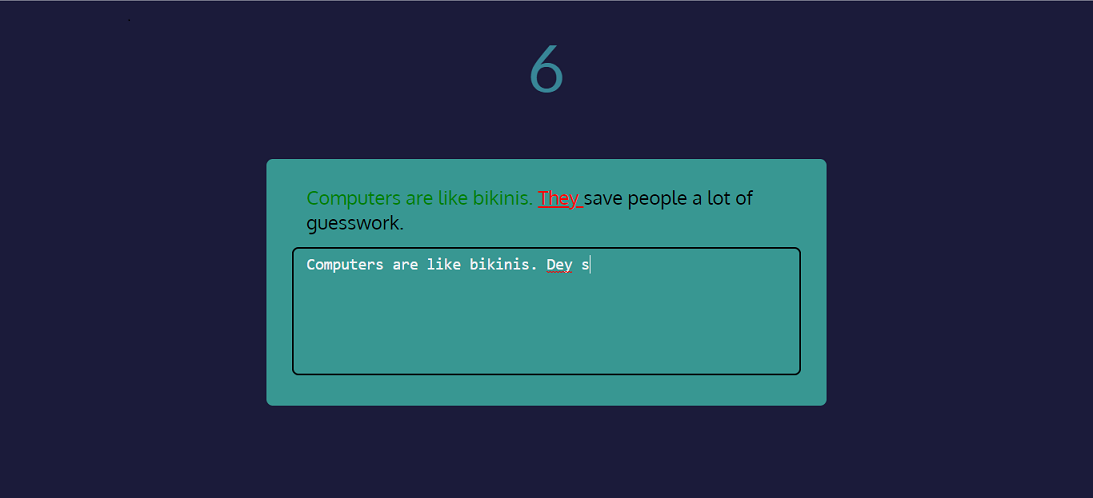 6
Computers are like bikinis. They save people a lot of
guesswork.
Computers are like bikinis. Dey s